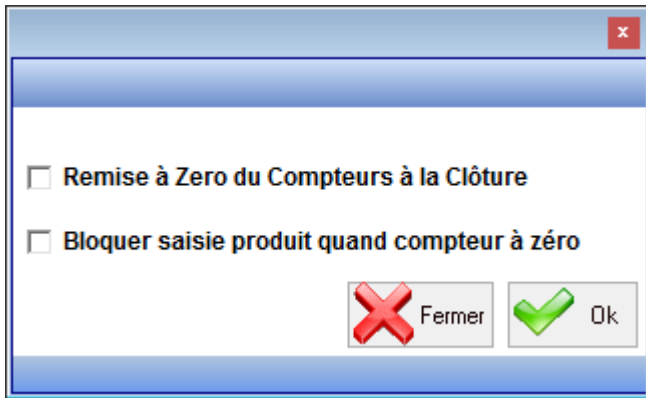 x
Remise à Zero du Compteurs à la Clôture
Bloquer saisie produit quand compteur à zéro
Fermer Ok